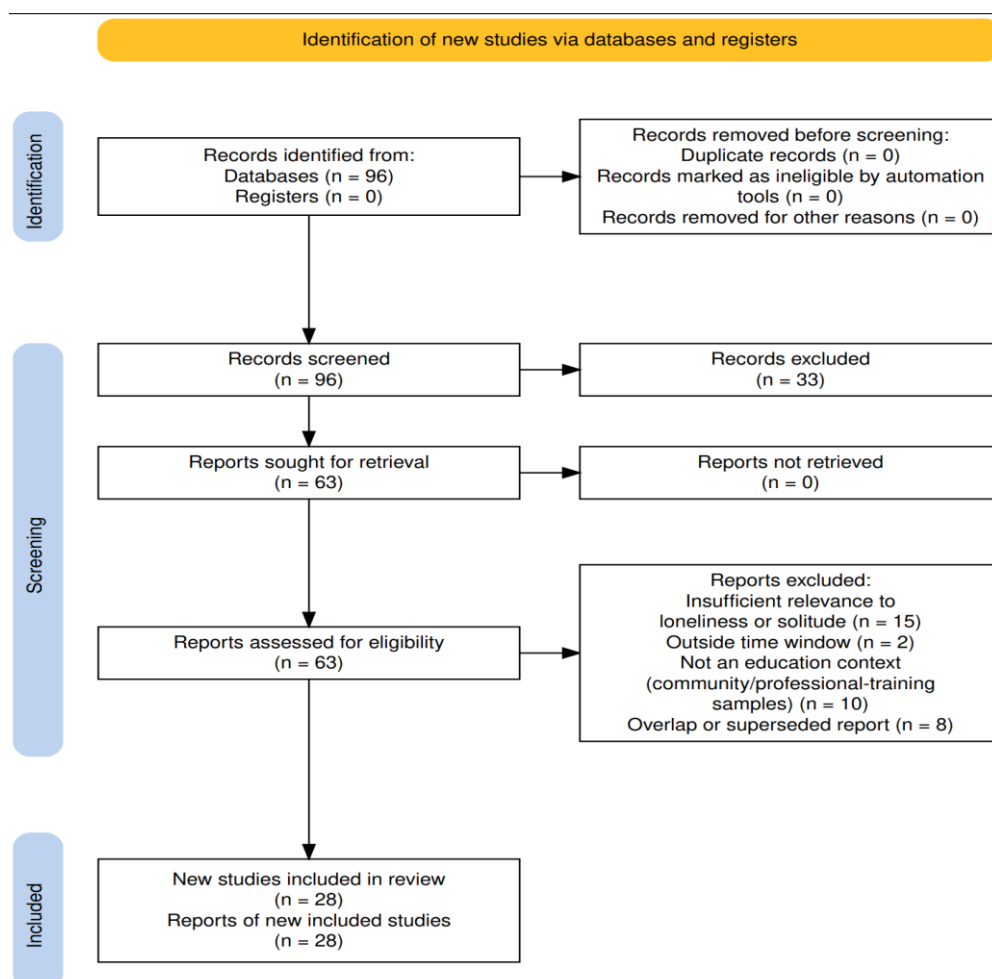 Identification of new studies via databases and registers
Identification
Records identified from:
Databases (n = 96)
Registers (n = 0)
Records removed before screening:
Duplicate records (n = 0)
Records marked as ineligible by automation
tools (n = 0)
Records removed for other reasons (n = 0)
Screening
Records screened
(n = 96)
Records excluded
(n = 33)
Reports sought for retrieval
(n = 63)
Reports not retrieved
(n = 0)
Reports assessed for eligibility
(n = 63)
Reports excluded:
Insufficient relevance to
loneliness or solitude (n = 15)
Outside time window (n = 2)
Not an education context
(community/professional-training
samples) (n = 10)
Overlap or superseded report (n = 8)
Included
New studies included in review
(n = 28)
Reports of new included studies
(n = 28)